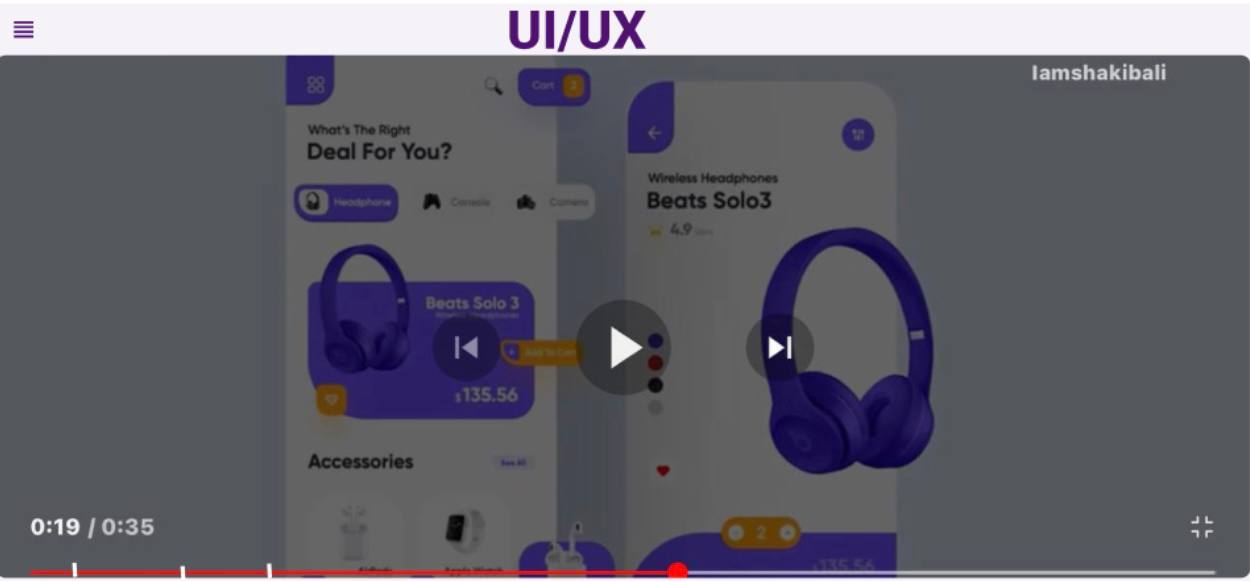 UI/UX
Iamshakibali
Cart 2
What's The Right
Deal For You?
Headphone Console Camera
Beats Solo 3
Wireless Headphones
Add To Cart
$135.56
Accessories
See All
AirPods Apple Watch
Wireless Headphones
Beats Solo3
4.9
2
$135.56
0:19 / 0:35